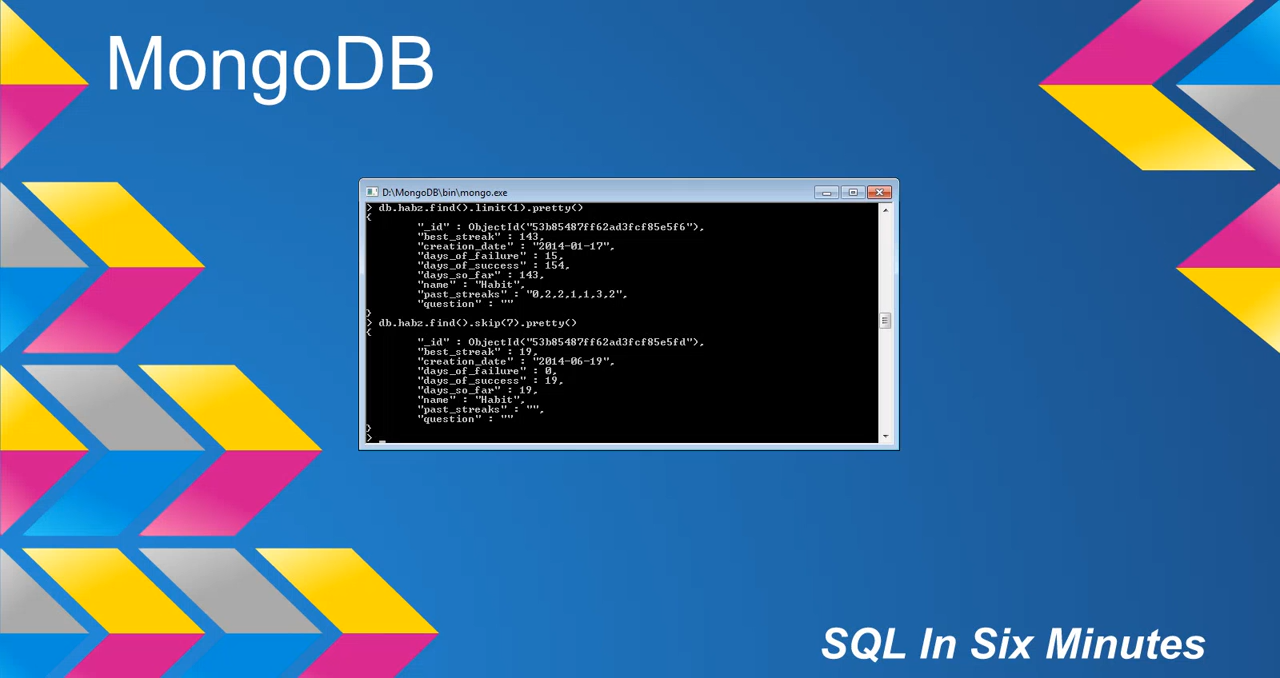 MongoDB
D:\MongoDB\bin\mongo.exe
> db.habz.find().limit(1).pretty()
{
"_id" : ObjectId("53b85487ff62ad3fcf85e5f6"),
"best_streak" : 143,
"creation_date" : "2014-01-17",
"days_of_failure" : 15,
"days_of_success" : 154,
"days_so_far" : 143,
"name" : "Habit",
"past_streaks" : "0,2,2,1,1,3,2",
"question" : ""
}
> db.habz.find().skip(7).pretty()
{
"_id" : ObjectId("53b85487ff62ad3fcf85e5fd"),
"best_streak" : 19,
"creation_date" : "2014-06-19",
"days_of_failure" : 0,
"days_of_success" : 19,
"days_so_far" : 19,
"name" : "Habit",
"past_streaks" : "",
"question" : ""
}
>
SQL In Six Minutes